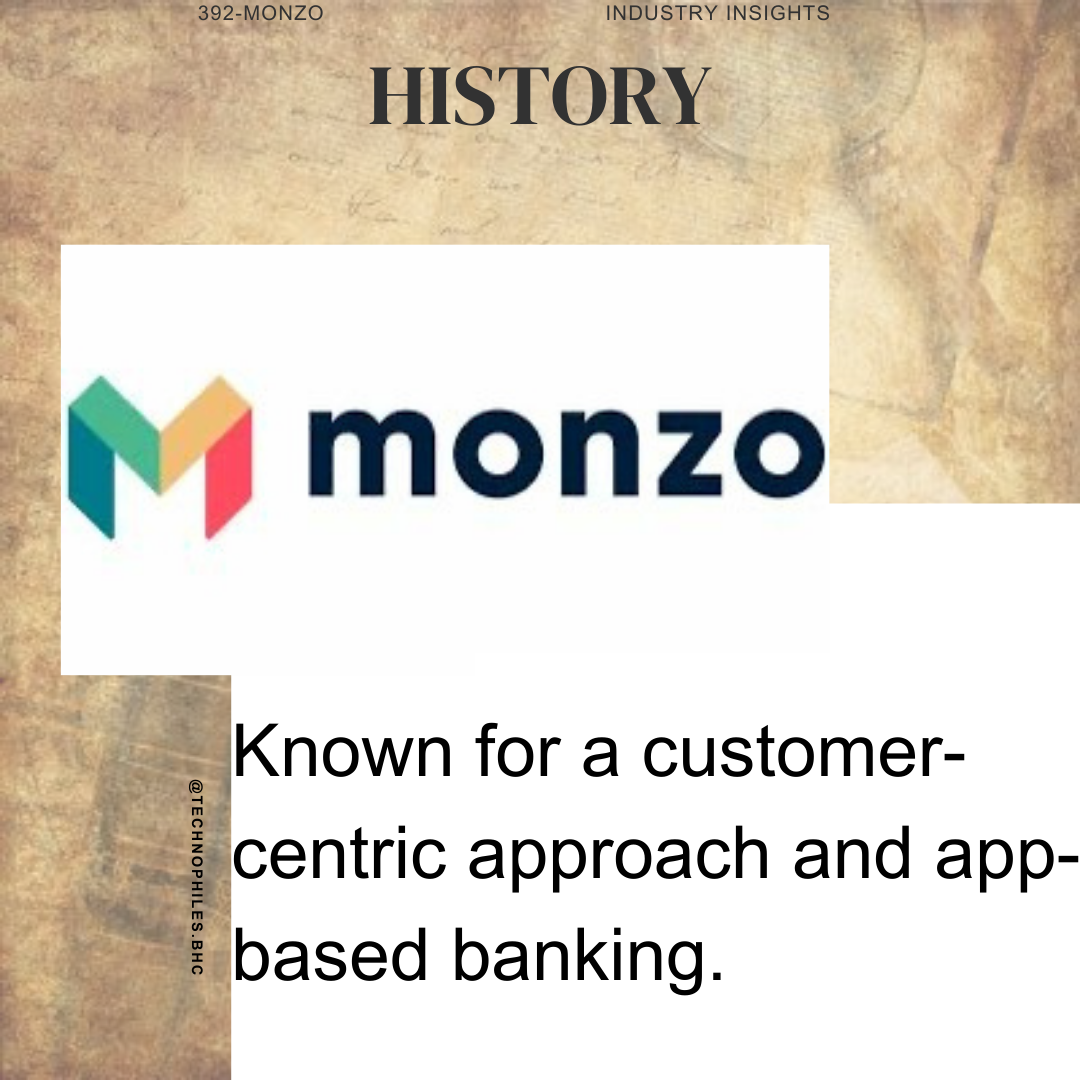 392-MONZO
INDUSTRY INSIGHTS
HISTORY
monzo
Known for a customer-
centric approach and app-
based banking.
@TECHNOPHILES.BHC